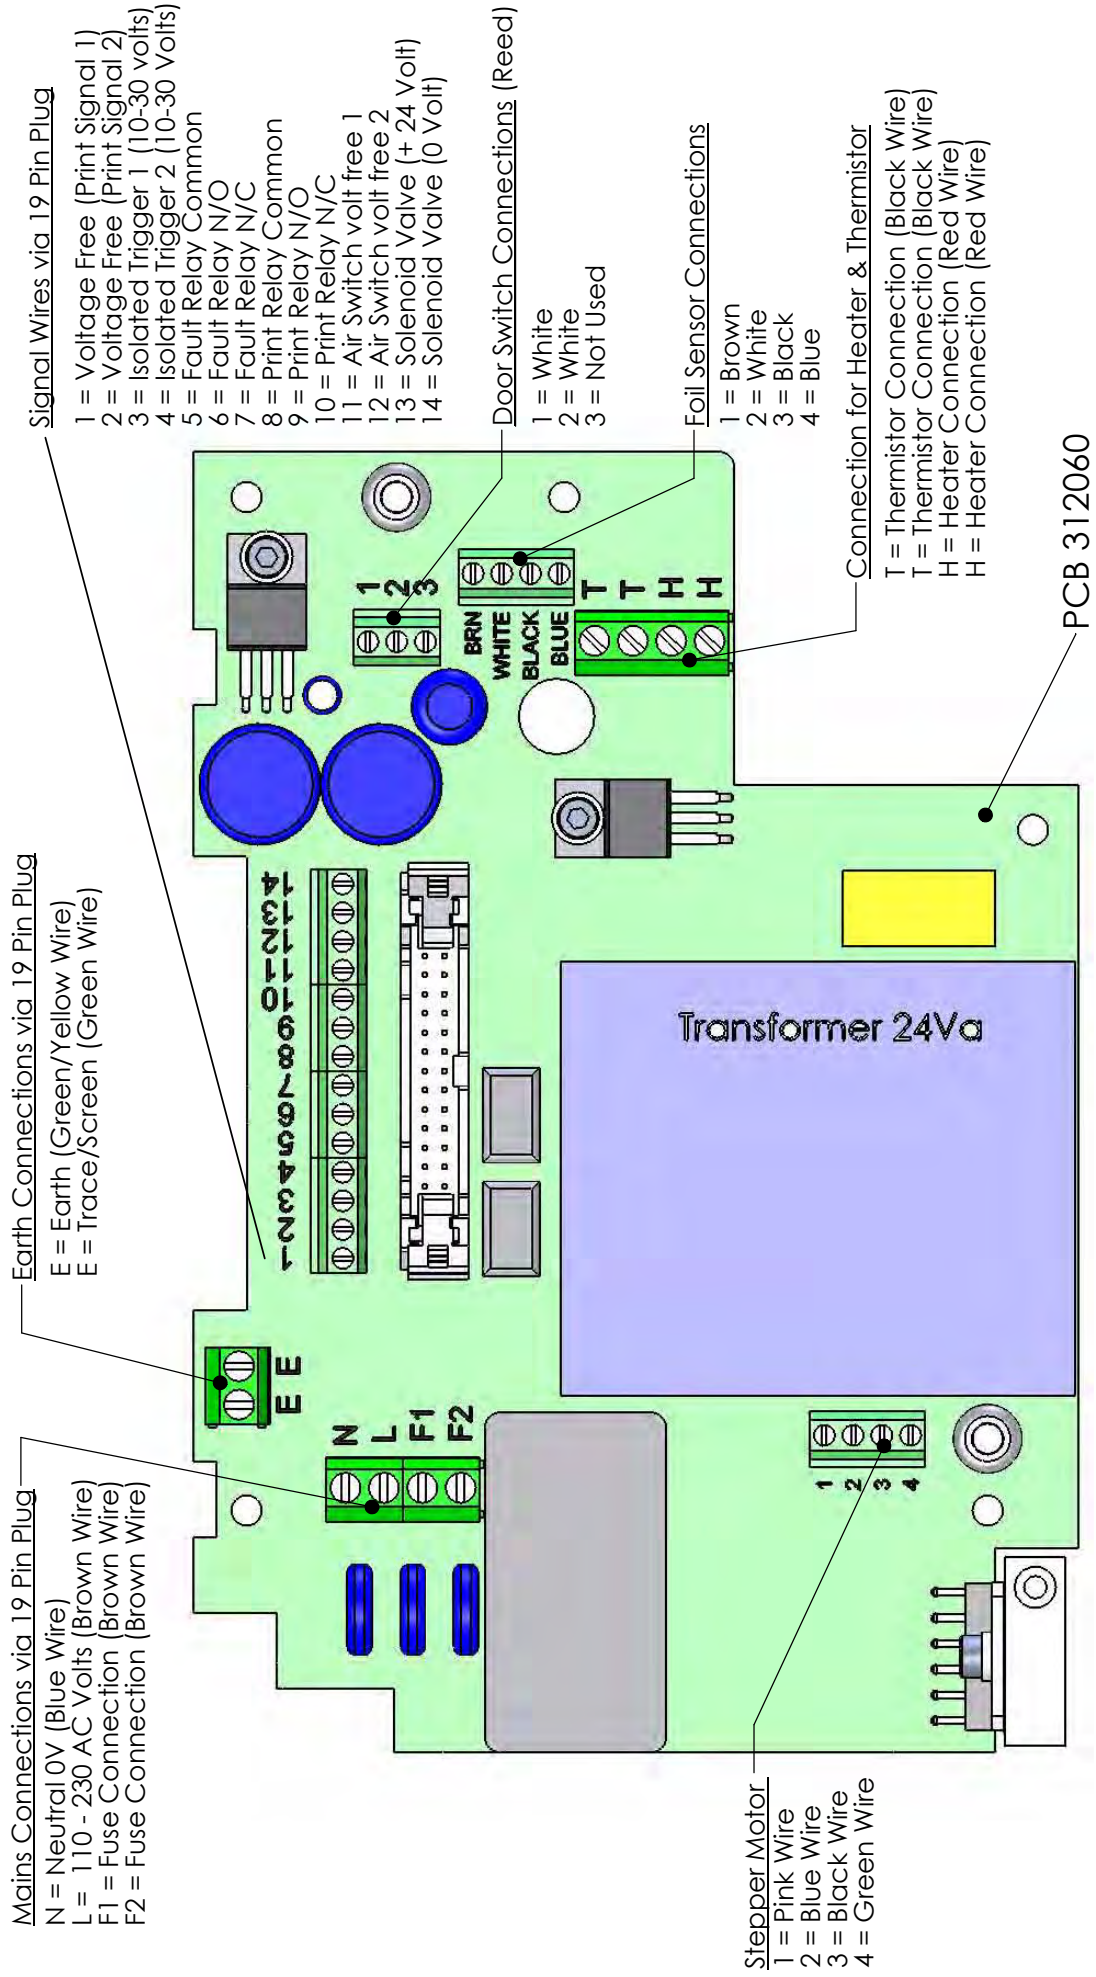 Mains Connections via 19 Pin Plug
N = Neutral 0V (Blue Wire)
L = 110 - 230 AC Volts (Brown Wire)
F1 = Fuse Connection (Brown Wire)
F2 = Fuse Connection (Brown Wire)
Earth Connections via 19 Pin Plug
E = Earth (Green/Yellow Wire)
E = Trace/Screen (Green Wire)
Signal Wires via 19 Pin Plug
1 = Voltage Free (Print Signal 1)
2 = Voltage Free (Print Signal 2)
3 = Isolated Trigger 1 (10-30 volts)
4 = Isolated Trigger 2 (10-30 Volts)
5 = Fault Relay Common
6 = Fault Relay N/O
7 = Fault Relay N/C
8 = Print Relay Common
9 = Print Relay N/O
10 = Print Relay N/C
11 = Air Switch volt free 1
12 = Air Switch volt free 2
13 = Solenoid Valve (+ 24 Volt)
14 = Solenoid Valve (0 Volt)
Door Switch Connections (Reed)
1 = White
2 = White
3 = Not Used
Foil Sensor Connections
1 = Brown
2 = White
3 = Black
4 = Blue
Connection for Heater & Thermistor
T = Thermistor Connection (Black Wire)
T = Thermistor Connection (Black Wire)
H = Heater Connection (Red Wire)
H = Heater Connection (Red Wire)
PCB 312060
Stepper Motor
1 = Pink Wire
2 = Blue Wire
3 = Black Wire
4 = Green Wire
E E
N
L
F1
F2
1 2 3 4 5 6 7 8 9 10 11 12 13 14
1
2
3
BRN
WHITE
BLACK
BLUE
T
T
H
H
Transformer 24Va
1
2
3
4